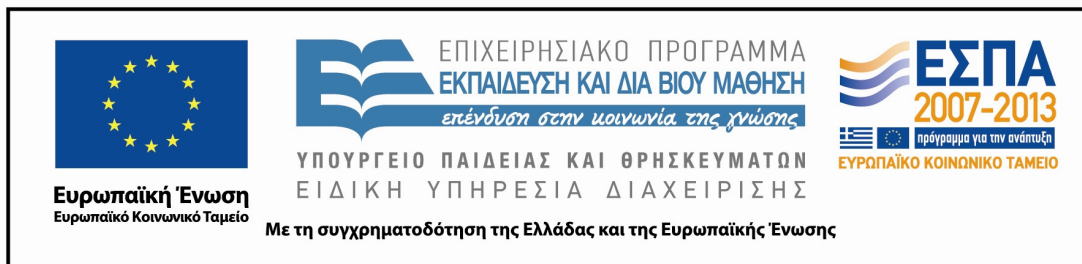 Ευρωπαϊκή Ένωση
Ευρωπαϊκό Κοινωνικό Ταμείο
ΕΠΙΧΕΙΡΗΣΙΑΚΟ ΠΡΟΓΡΑΜΜΑ
ΕΚΠΑΙΔΕΥΣΗ ΚΑΙ ΔΙΑ ΒΙΟΥ ΜΑΘΗΣΗ
επένδυση στην κοινωνία της γνώσης
ΥΠΟΥΡΓΕΙΟ ΠΑΙΔΕΙΑΣ ΚΑΙ ΘΡΗΣΚΕΥΜΑΤΩΝ
ΕΙΔΙΚΗ ΥΠΗΡΕΣΙΑ ΔΙΑΧΕΙΡΙΣΗΣ
ΕΣΠΑ
2007-2013
πρόγραμμα για την ανάπτυξη
ΕΥΡΩΠΑΪΚΟ ΚΟΙΝΩΝΙΚΟ ΤΑΜΕΙΟ
Με τη συγχρηματοδότηση της Ελλάδας και της Ευρωπαϊκής Ένωσης